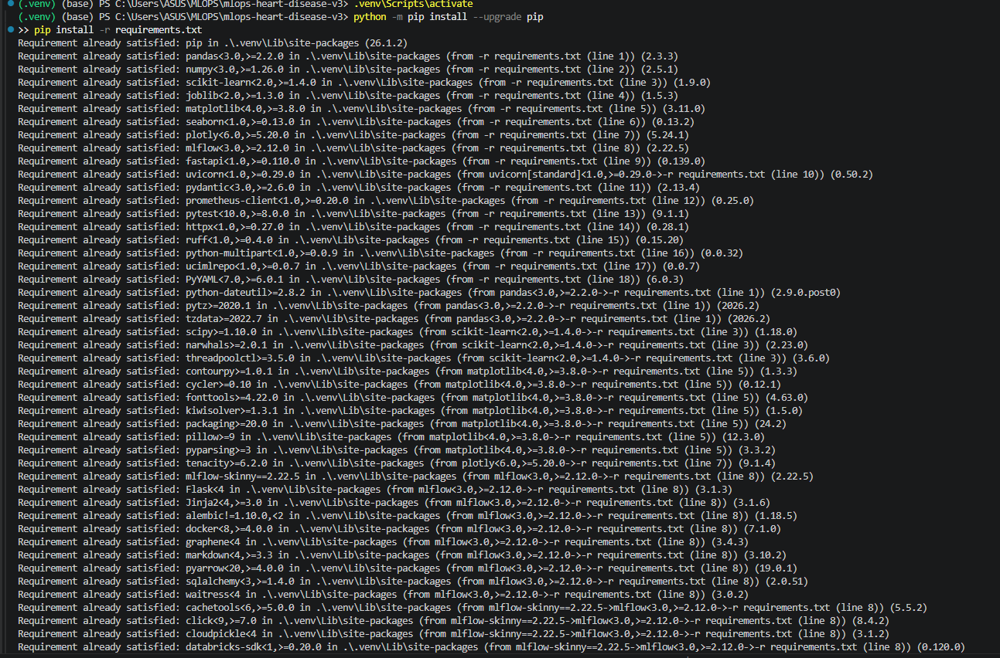 (.venv) (base) PS C:\Users\ASUS\MLOPS\mlops-heart-disease-v3> .venv\Scripts\activate
(.venv) (base) PS C:\Users\ASUS\MLOPS\mlops-heart-disease-v3> python -m pip install --upgrade pip
>> pip install -r requirements.txt
Requirement already satisfied: pip in .\.venv\Lib\site-packages (26.1.2)
Requirement already satisfied: pandas<3.0,>=2.2.0 in .\.venv\Lib\site-packages (from -r requirements.txt (line 1)) (2.3.3)
Requirement already satisfied: numpy<3.0,>=1.26.0 in .\.venv\Lib\site-packages (from -r requirements.txt (line 2)) (2.5.1)
Requirement already satisfied: scikit-learn<2.0,>=1.4.0 in .\.venv\Lib\site-packages (from -r requirements.txt (line 3)) (1.9.0)
Requirement already satisfied: joblib<2.0,>=1.3.0 in .\.venv\Lib\site-packages (from -r requirements.txt (line 4)) (1.5.3)
Requirement already satisfied: matplotlib<4.0,>=3.8.0 in .\.venv\Lib\site-packages (from -r requirements.txt (line 5)) (3.11.0)
Requirement already satisfied: seaborn<1.0,>=0.13.0 in .\.venv\Lib\site-packages (from -r requirements.txt (line 6)) (0.13.2)
Requirement already satisfied: plotly<6.0,>=5.20.0 in .\.venv\Lib\site-packages (from -r requirements.txt (line 7)) (5.24.1)
Requirement already satisfied: mlflow<3.0,>=2.12.0 in .\.venv\Lib\site-packages (from -r requirements.txt (line 8)) (2.22.5)
Requirement already satisfied: fastapi<1.0,>=0.110.0 in .\.venv\Lib\site-packages (from -r requirements.txt (line 9)) (0.139.0)
Requirement already satisfied: uvicorn<1.0,>=0.29.0 in .\.venv\Lib\site-packages (from uvicorn[standard]<1.0,>=0.29.0->-r requirements.txt (line 10)) (0.50.2)
Requirement already satisfied: pydantic<3.0,>=2.6.0 in .\.venv\Lib\site-packages (from -r requirements.txt (line 11)) (2.13.4)
Requirement already satisfied: prometheus-client<1.0,>=0.20.0 in .\.venv\Lib\site-packages (from -r requirements.txt (line 12)) (0.25.0)
Requirement already satisfied: pytest<10.0,>=8.0.0 in .\.venv\Lib\site-packages (from -r requirements.txt (line 13)) (9.1.1)
Requirement already satisfied: httpx<1.0,>=0.27.0 in .\.venv\Lib\site-packages (from -r requirements.txt (line 14)) (0.28.1)
Requirement already satisfied: ruff<1.0,>=0.4.0 in .\.venv\Lib\site-packages (from -r requirements.txt (line 15)) (0.15.20)
Requirement already satisfied: python-multipart<1.0,>=0.0.9 in .\.venv\Lib\site-packages (from -r requirements.txt (line 16)) (0.0.32)
Requirement already satisfied: ucimlrepo<1.0,>=0.0.7 in .\.venv\Lib\site-packages (from -r requirements.txt (line 17)) (0.0.7)
Requirement already satisfied: PyYAML<7.0,>=6.0.1 in .\.venv\Lib\site-packages (from -r requirements.txt (line 18)) (6.0.3)
Requirement already satisfied: python-dateutil>=2.8.2 in .\.venv\Lib\site-packages (from pandas<3.0,>=2.2.0->-r requirements.txt (line 1)) (2.9.0.post0)
Requirement already satisfied: pytz>=2020.1 in .\.venv\Lib\site-packages (from pandas<3.0,>=2.2.0->-r requirements.txt (line 1)) (2026.2)
Requirement already satisfied: tzdata>=2022.7 in .\.venv\Lib\site-packages (from pandas<3.0,>=2.2.0->-r requirements.txt (line 1)) (2026.2)
Requirement already satisfied: scipy>=1.10.0 in .\.venv\Lib\site-packages (from scikit-learn<2.0,>=1.4.0->-r requirements.txt (line 3)) (1.18.0)
Requirement already satisfied: narwhals>=2.0.1 in .\.venv\Lib\site-packages (from scikit-learn<2.0,>=1.4.0->-r requirements.txt (line 3)) (2.23.0)
Requirement already satisfied: threadpoolctl>=3.5.0 in .\.venv\Lib\site-packages (from scikit-learn<2.0,>=1.4.0->-r requirements.txt (line 3)) (3.6.0)
Requirement already satisfied: contourpy>=1.0.1 in .\.venv\Lib\site-packages (from matplotlib<4.0,>=3.8.0->-r requirements.txt (line 5)) (1.3.3)
Requirement already satisfied: cycler>=0.10 in .\.venv\Lib\site-packages (from matplotlib<4.0,>=3.8.0->-r requirements.txt (line 5)) (0.12.1)
Requirement already satisfied: fonttools>=4.22.0 in .\.venv\Lib\site-packages (from matplotlib<4.0,>=3.8.0->-r requirements.txt (line 5)) (4.63.0)
Requirement already satisfied: kiwisolver>=1.3.1 in .\.venv\Lib\site-packages (from matplotlib<4.0,>=3.8.0->-r requirements.txt (line 5)) (1.5.0)
Requirement already satisfied: packaging>=20.0 in .\.venv\Lib\site-packages (from matplotlib<4.0,>=3.8.0->-r requirements.txt (line 5)) (24.2)
Requirement already satisfied: pillow>=9 in .\.venv\Lib\site-packages (from matplotlib<4.0,>=3.8.0->-r requirements.txt (line 5)) (12.3.0)
Requirement already satisfied: pyparsing>=3 in .\.venv\Lib\site-packages (from matplotlib<4.0,>=3.8.0->-r requirements.txt (line 5)) (3.3.2)
Requirement already satisfied: tenacity>=6.2.0 in .\.venv\Lib\site-packages (from plotly<6.0,>=5.20.0->-r requirements.txt (line 7)) (9.1.4)
Requirement already satisfied: mlflow-skinny==2.22.5 in .\.venv\Lib\site-packages (from mlflow<3.0,>=2.12.0->-r requirements.txt (line 8)) (2.22.5)
Requirement already satisfied: Flask<4 in .\.venv\Lib\site-packages (from mlflow<3.0,>=2.12.0->-r requirements.txt (line 8)) (3.1.3)
Requirement already satisfied: Jinja2<4,>=3.0 in .\.venv\Lib\site-packages (from mlflow<3.0,>=2.12.0->-r requirements.txt (line 8)) (3.1.6)
Requirement already satisfied: alembic!=1.10.0,<2 in .\.venv\Lib\site-packages (from mlflow<3.0,>=2.12.0->-r requirements.txt (line 8)) (1.18.5)
Requirement already satisfied: docker<8,>=4.0.0 in .\.venv\Lib\site-packages (from mlflow<3.0,>=2.12.0->-r requirements.txt (line 8)) (7.1.0)
Requirement already satisfied: graphene<4 in .\.venv\Lib\site-packages (from mlflow<3.0,>=2.12.0->-r requirements.txt (line 8)) (3.4.3)
Requirement already satisfied: markdown<4,>=3.3 in .\.venv\Lib\site-packages (from mlflow<3.0,>=2.12.0->-r requirements.txt (line 8)) (3.10.2)
Requirement already satisfied: pyarrow<20,>=4.0.0 in .\.venv\Lib\site-packages (from mlflow<3.0,>=2.12.0->-r requirements.txt (line 8)) (19.0.1)
Requirement already satisfied: sqlalchemy<3,>=1.4.0 in .\.venv\Lib\site-packages (from mlflow<3.0,>=2.12.0->-r requirements.txt (line 8)) (2.0.51)
Requirement already satisfied: waitress<4 in .\.venv\Lib\site-packages (from mlflow<3.0,>=2.12.0->-r requirements.txt (line 8)) (3.0.2)
Requirement already satisfied: cachetools<6,>=5.0.0 in .\.venv\Lib\site-packages (from mlflow-skinny==2.22.5->mlflow<3.0,>=2.12.0->-r requirements.txt (line 8)) (5.5.2)
Requirement already satisfied: click<9,>=7.0 in .\.venv\Lib\site-packages (from mlflow-skinny==2.22.5->mlflow<3.0,>=2.12.0->-r requirements.txt (line 8)) (8.4.2)
Requirement already satisfied: cloudpickle<4 in .\.venv\Lib\site-packages (from mlflow-skinny==2.22.5->mlflow<3.0,>=2.12.0->-r requirements.txt (line 8)) (3.1.2)
Requirement already satisfied: databricks-sdk<1,>=0.20.0 in .\.venv\Lib\site-packages (from mlflow-skinny==2.22.5->mlflow<3.0,>=2.12.0->-r requirements.txt (line 8)) (0.120.0)